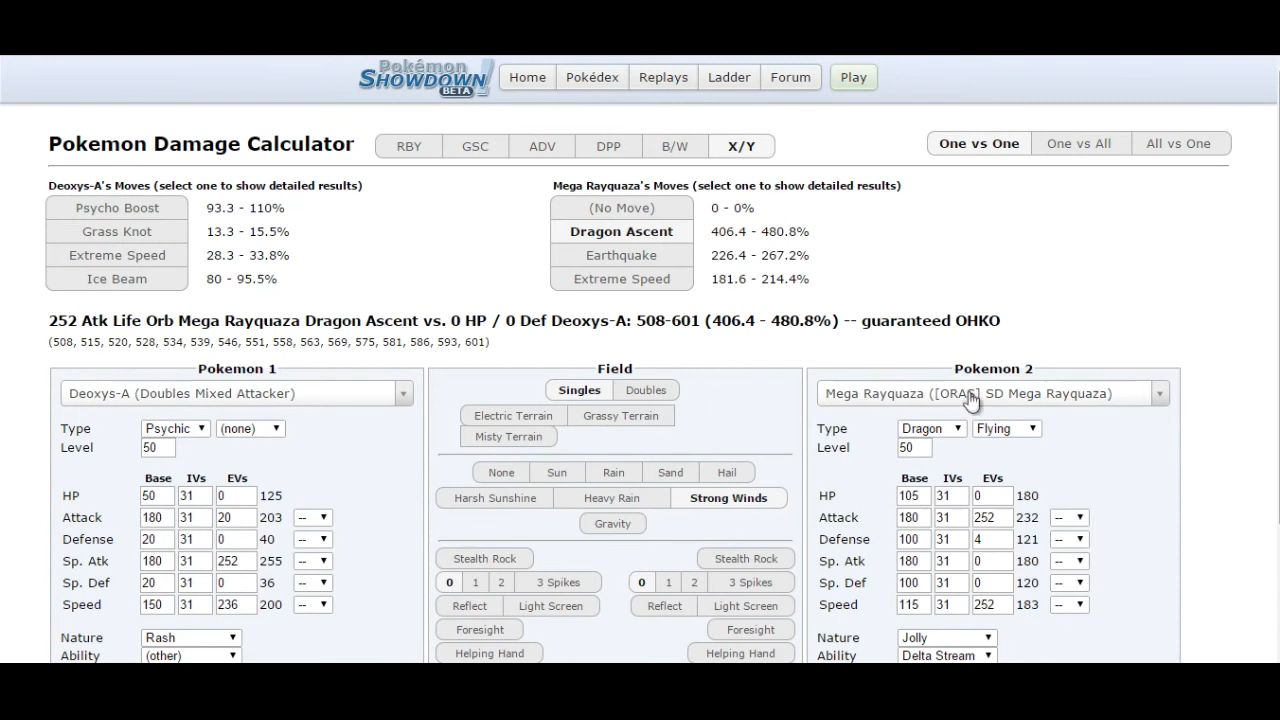 Pokémon SHOWDOWN! BETA Home Pokédex Replays Ladder Forum Play
Pokemon Damage Calculator RBY GSC ADV DPP B/W X/Y One vs One One vs All All vs One
Deoxys-A's Moves (select one to show detailed results)
Psycho Boost 93.3 - 110%
Grass Knot 13.3 - 15.5%
Extreme Speed 28.3 - 33.8%
Ice Beam 80 - 95.5%
Mega Rayquaza's Moves (select one to show detailed results)
(No Move) 0 - 0%
Dragon Ascent 406.4 - 480.8%
Earthquake 226.4 - 267.2%
Extreme Speed 181.6 - 214.4%
252 Atk Life Orb Mega Rayquaza Dragon Ascent vs. 0 HP / 0 Def Deoxys-A: 508-601 (406.4 - 480.8%) -- guaranteed OHKO
(508, 515, 520, 528, 534, 539, 546, 551, 558, 563, 569, 575, 581, 586, 593, 601)
Pokemon 1
Deoxys-A (Doubles Mixed Attacker)
Type Psychic (none)
Level 50
Base IVs EVs
HP 50 31 0 125
Attack 180 31 20 203 --
Defense 20 31 0 40 --
Sp. Atk 180 31 252 255 --
Sp. Def 20 31 0 36 --
Speed 150 31 236 200 --
Nature Rash
Ability (other)
Field
Singles Doubles
Electric Terrain Grassy Terrain
Misty Terrain
None Sun Rain Sand Hail
Harsh Sunshine Heavy Rain Strong Winds
Gravity
Stealth Rock Stealth Rock
0 1 2 3 Spikes 0 1 2 3 Spikes
Reflect Light Screen Reflect Light Screen
Foresight Foresight
Helping Hand Helping Hand
Pokemon 2
Mega Rayquaza ([ORAS] SD Mega Rayquaza)
Type Dragon Flying
Level 50
Base IVs EVs
HP 105 31 0 180
Attack 180 31 252 232 --
Defense 100 31 4 121 --
Sp. Atk 180 31 0 180 --
Sp. Def 100 31 0 120 --
Speed 115 31 252 183 --
Nature Jolly
Ability Delta Stream